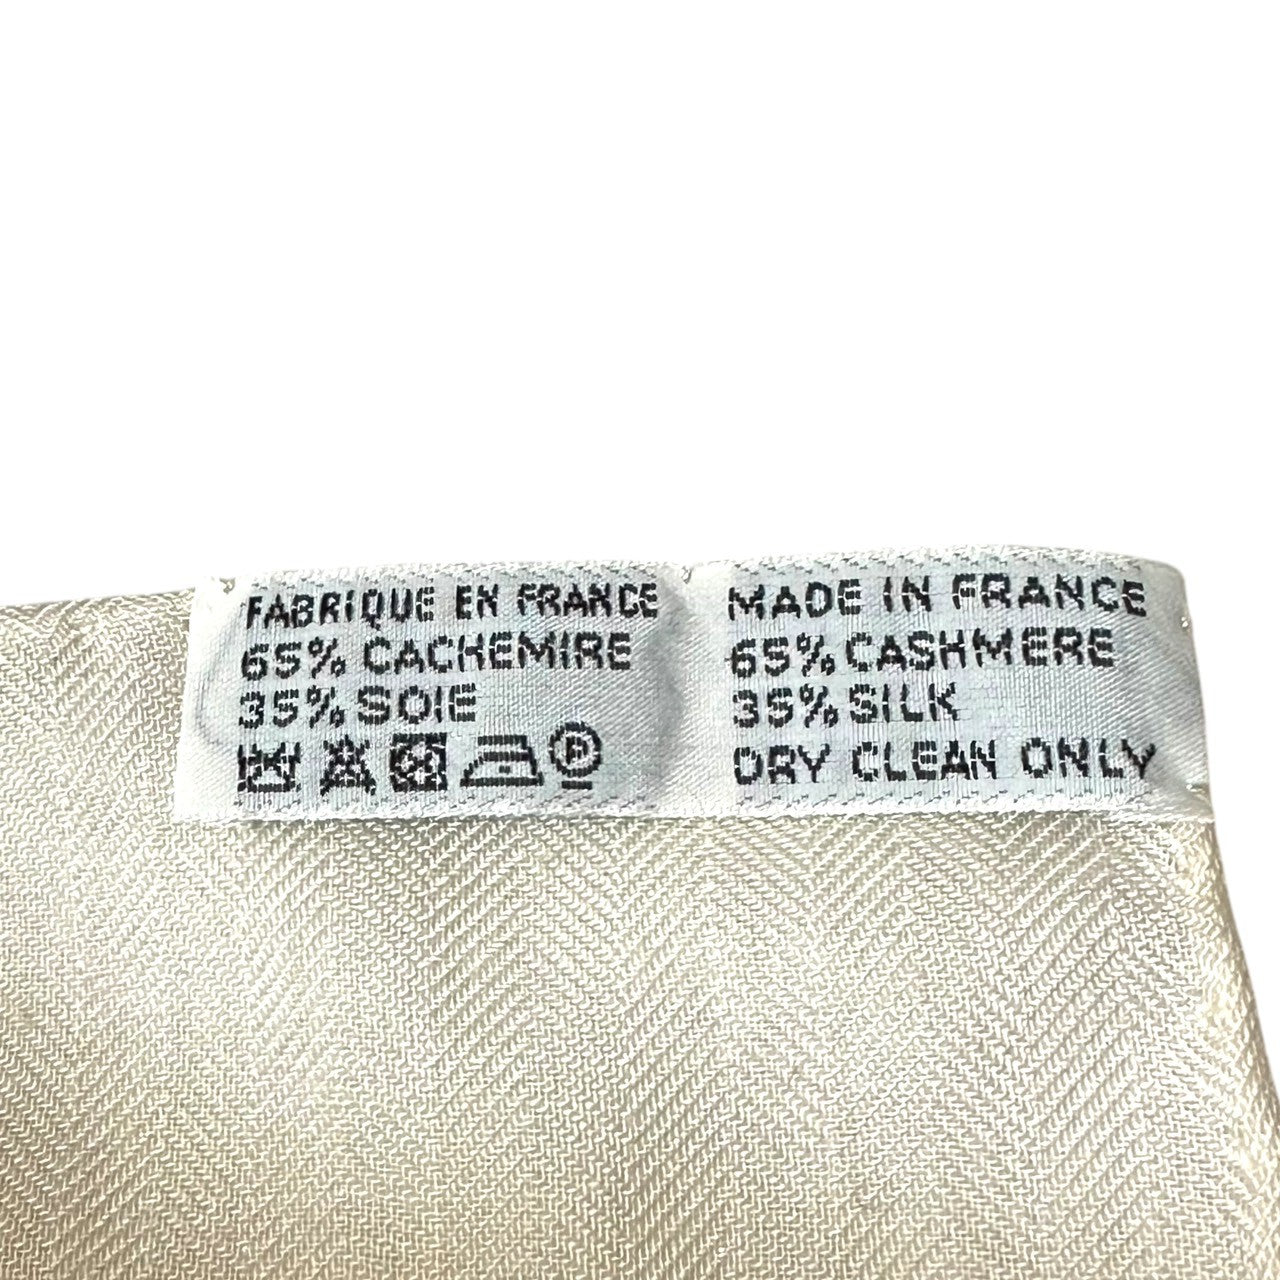 FABRIQUE EN FRANCE
65% CACHEMIRE
35% SOIE
P
MADE IN FRANCE
65% CASHMERE
35% SILK
DRY CLEAN ONLY